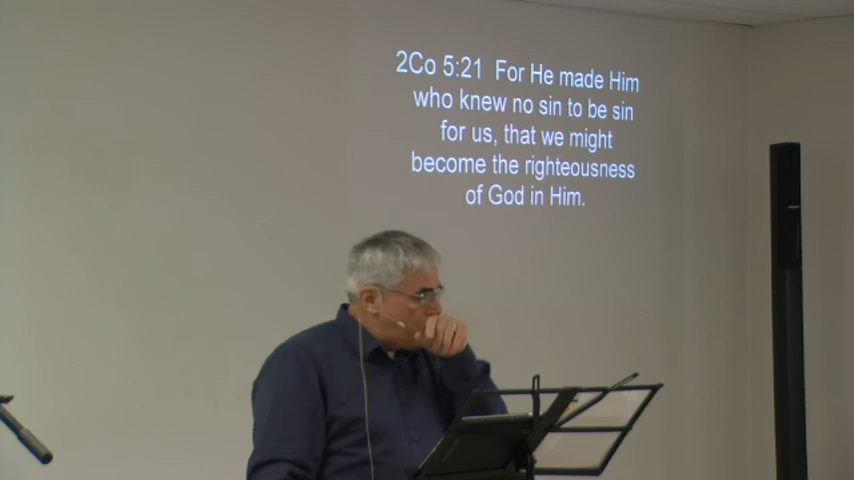 2Co 5:21 For He made Him
who knew no sin to be sin
for us, that we might
become the righteousness
of God in Him.